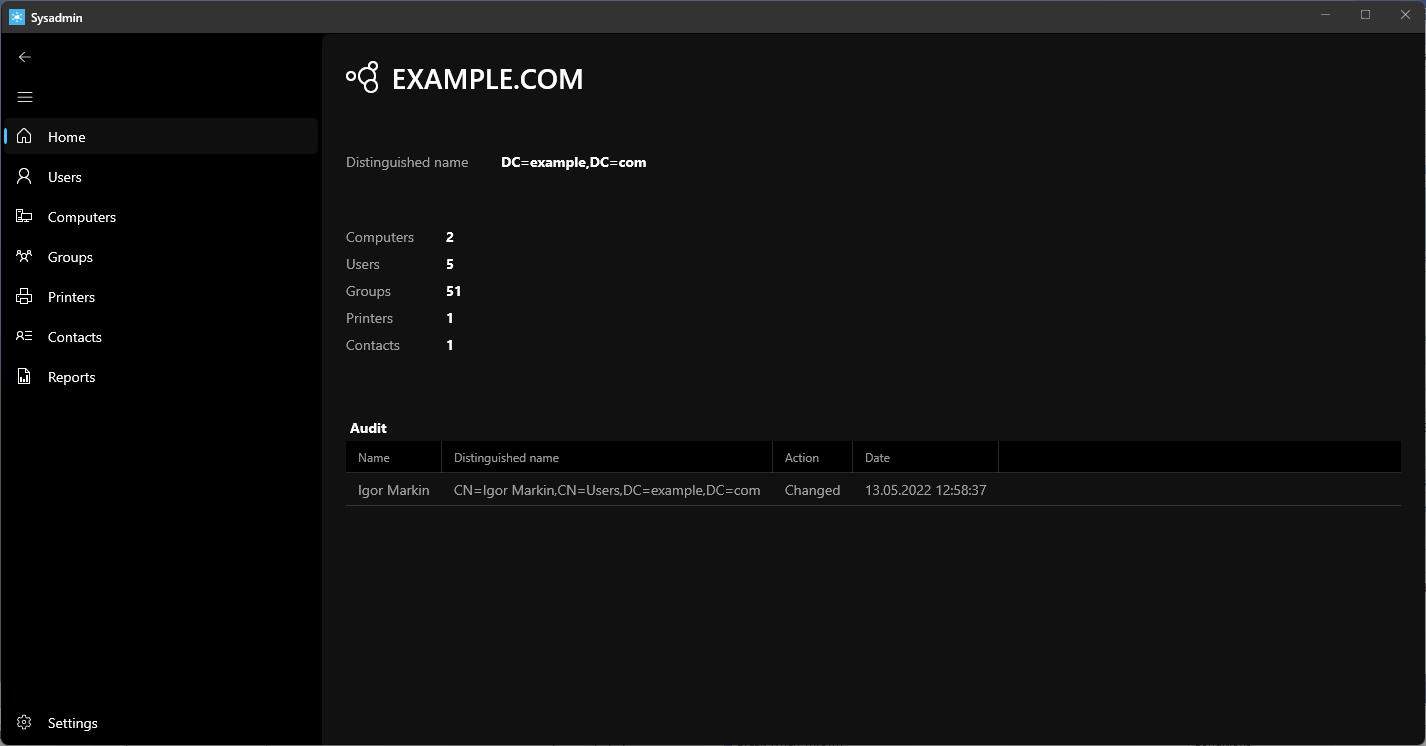 Sysadmin
Home
Users
Computers
Groups
Printers
Contacts
Reports
Settings
EXAMPLE.COM
Distinguished name DC=example,DC=com
Computers 2
Users 5
Groups 51
Printers 1
Contacts 1
Audit
Name Distinguished name Action Date
Igor Markin CN=Igor Markin,CN=Users,DC=example,DC=com Changed 13.05.2022 12:58:37